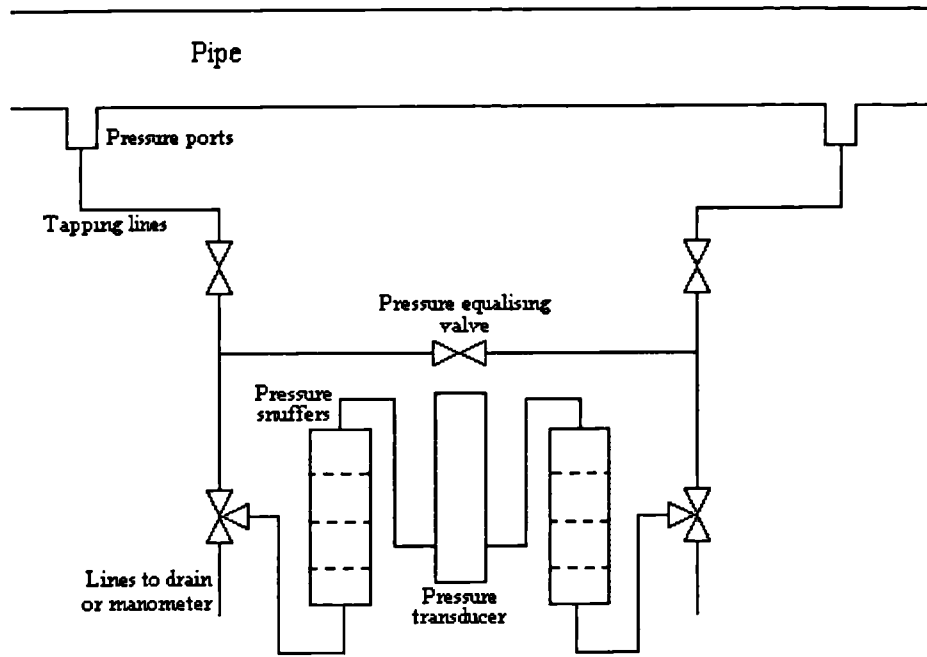 Pipe
Pressure ports
Tapping lines
Pressure equalising
valve
Pressure
snuffers
Lines to drain
or manometer
Pressure
transducer